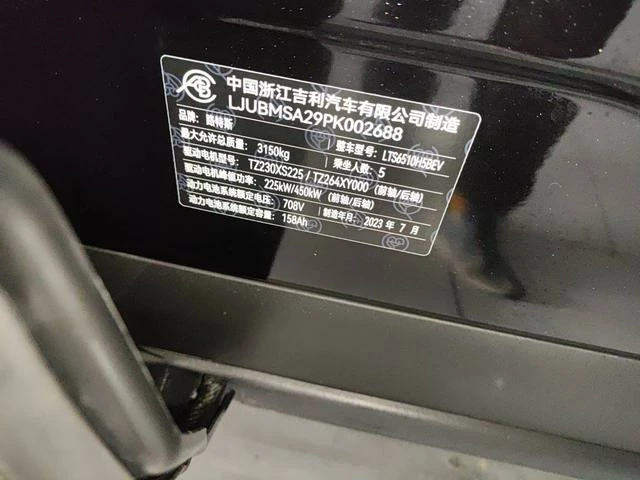 中国浙江吉利汽车有限公司制造
LJUBMSA29PK002688
品牌: 路特斯 整车型号: LTS6510H5BEV
最大允许总质量: 3150kg 乘坐人数: 5
驱动电机型号: TZ230XS225 / TZ264XY000 (前轴/后轴)
驱动电机峰值功率: 225kW/450kW (前轴/后轴)
动力电池系统额定电压: 708V 制造年月: 2023 年 7 月
动力电池系统额定容量: 158Ah